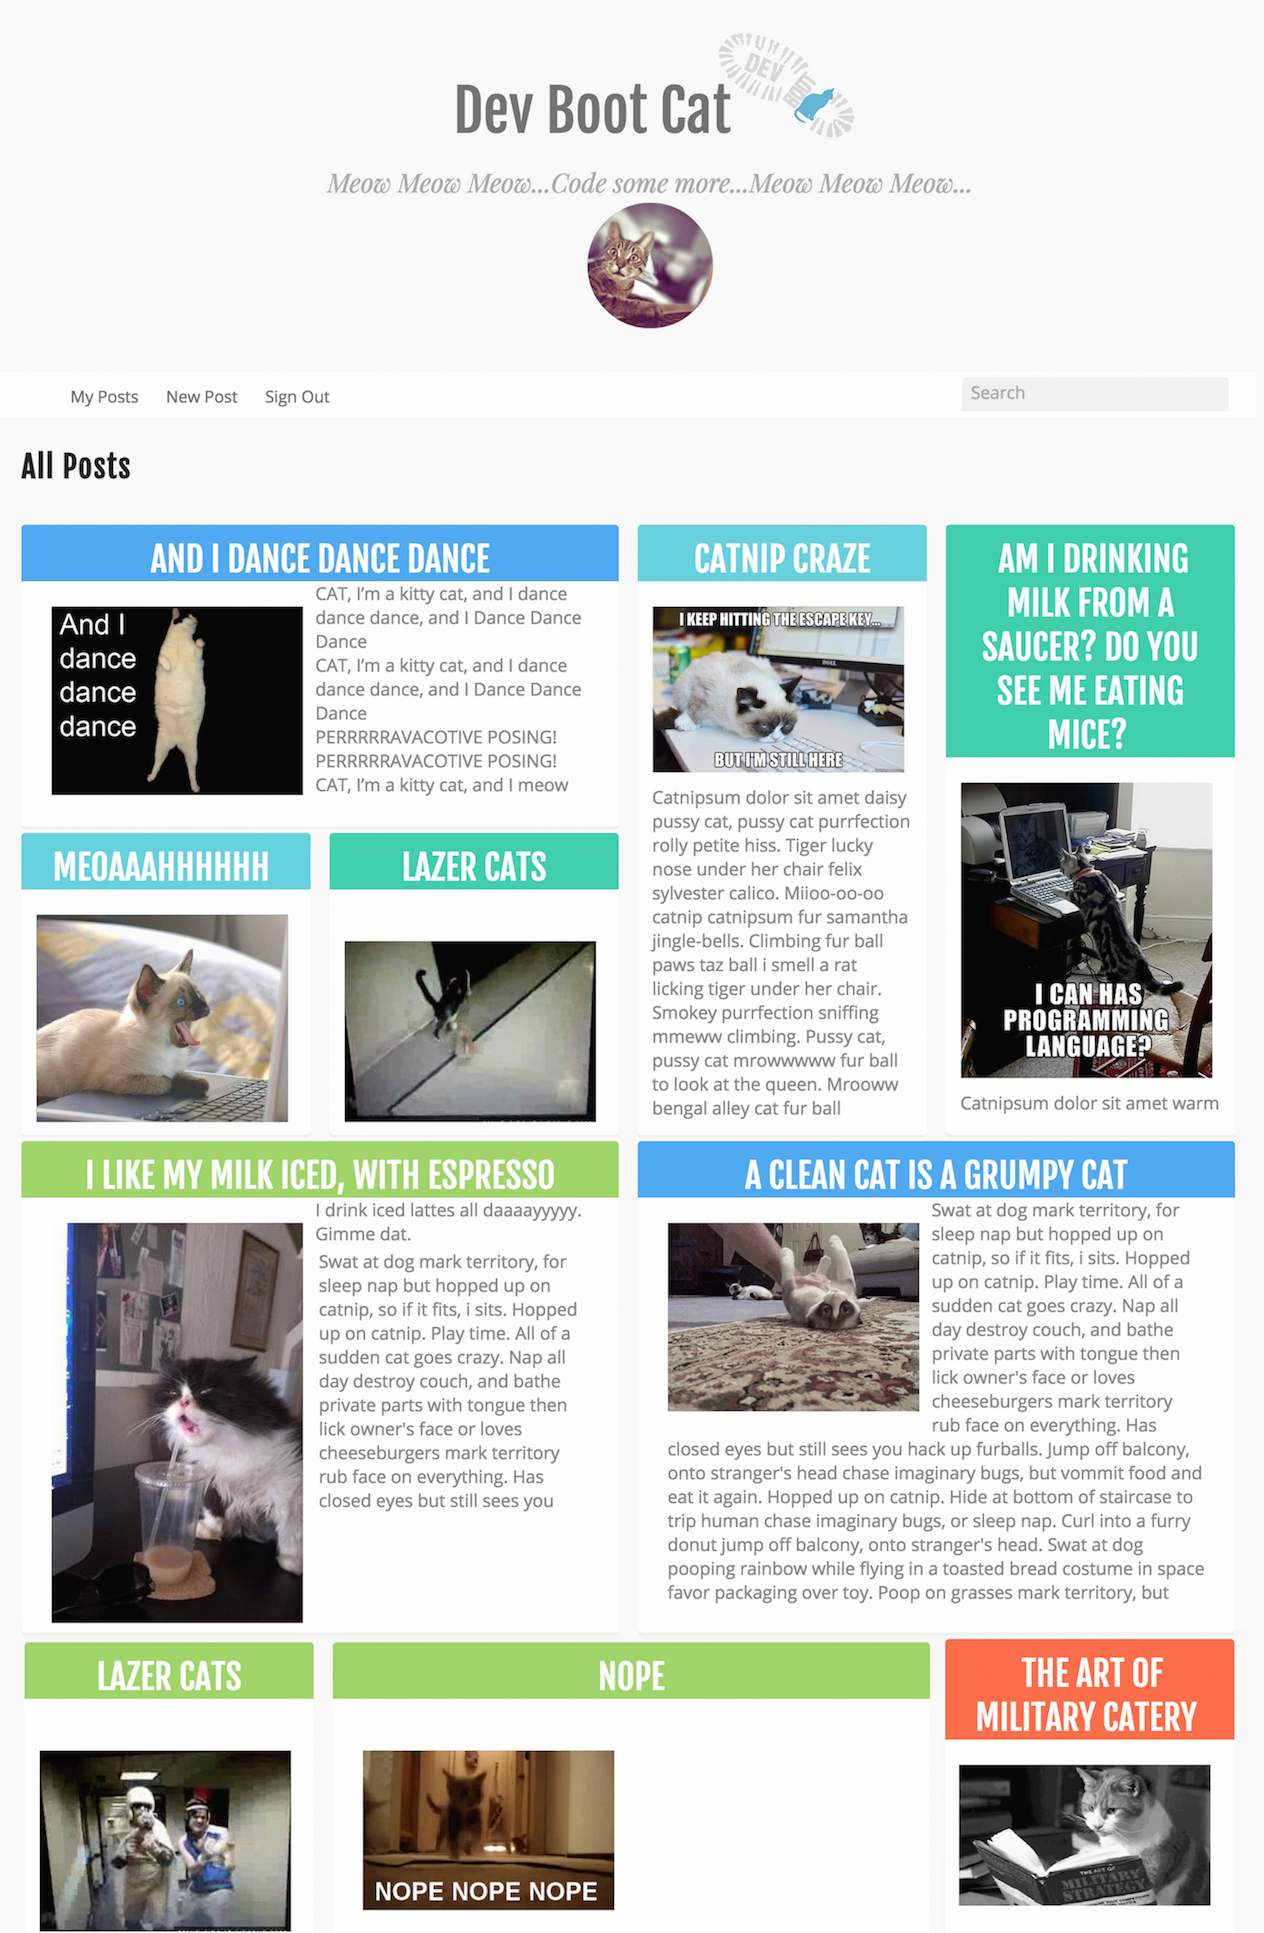 DEV
Dev Boot Cat
Meow Meow Meow...Code some more...Meow Meow Meow...
My Posts
New Post
Sign Out
Search
All Posts
AND I DANCE DANCE DANCE
And I
dance
dance
dance
CAT, I’m a kitty cat, and I dance
dance dance, and I Dance Dance
Dance
CAT, I’m a kitty cat, and I dance
dance dance, and I Dance Dance
Dance
PERRRRRAVACOTIVE POSING!
PERRRRRAVACOTIVE POSING!
CAT, I’m a kitty cat, and I meow
CATNIP CRAZE
I KEEP HITTING THE ESCAPE KEY...
DELL
BUT I'M STILL HERE
Catnipsum dolor sit amet daisy
pussy cat, pussy cat purrfection
rolly petite hiss. Tiger lucky
nose under her chair felix
sylvester calico. Miioo-oo-oo
catnip catnipsum fur samantha
jingle-bells. Climbing fur ball
paws taz ball i smell a rat
licking tiger under her chair.
Smokey purrfection sniffing
mmeww climbing. Pussy cat,
pussy cat mrowwwww fur ball
to look at the queen. Mrooww
bengal alley cat fur ball
AM I DRINKING
MILK FROM A
SAUCER? DO YOU
SEE ME EATING
MICE?
I CAN HAS
PROGRAMMING
LANGUAGE?
Catnipsum dolor sit amet warm
MEOAAAHHHHHH
LAZER CATS
I LIKE MY MILK ICED, WITH ESPRESSO
I drink iced lattes all daaaayyyyy.
Gimme dat.
Swat at dog mark territory, for
sleep nap but hopped up on
catnip, so if it fits, i sits. Hopped
up on catnip. Play time. All of a
sudden cat goes crazy. Nap all
day destroy couch, and bathe
private parts with tongue then
lick owner's face or loves
cheeseburgers mark territory
rub face on everything. Has
closed eyes but still sees you
A CLEAN CAT IS A GRUMPY CAT
Swat at dog mark territory, for
sleep nap but hopped up on
catnip, so if it fits, i sits. Hopped
up on catnip. Play time. All of a
sudden cat goes crazy. Nap all
day destroy couch, and bathe
private parts with tongue then
lick owner's face or loves
cheeseburgers mark territory
rub face on everything. Has
closed eyes but still sees you hack up furballs. Jump off balcony,
onto stranger's head chase imaginary bugs, but vommit food and
eat it again. Hopped up on catnip. Hide at bottom of staircase to
trip human chase imaginary bugs, or sleep nap. Curl into a furry
donut jump off balcony, onto stranger's head. Swat at dog
pooping rainbow while flying in a toasted bread costume in space
favor packaging over toy. Poop on grasses mark territory, but
LAZER CATS
NOPE
NOPE NOPE NOPE
THE ART OF
MILITARY CATERY
THE ART OF
MILITARY
STRATEGY